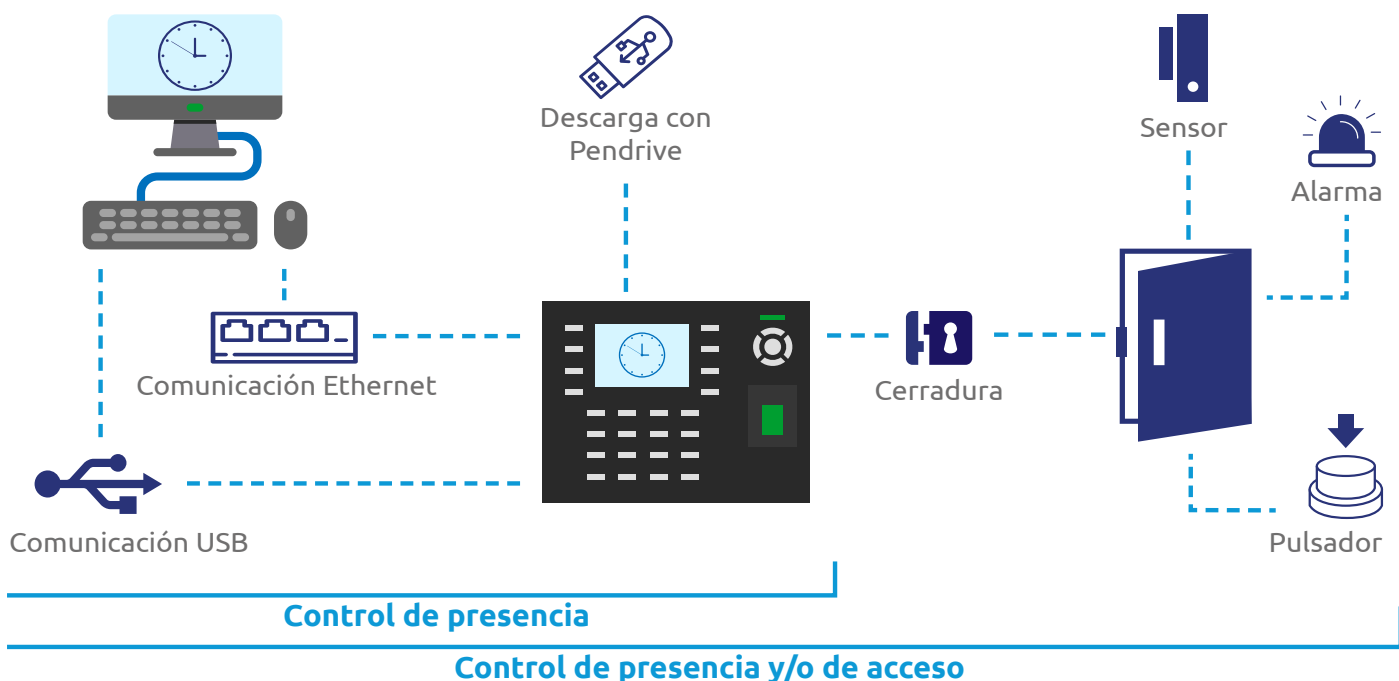 Descarga con
Pendrive
Sensor
Alarma
Comunicación Ethernet
Cerradura
Comunicación USB
Pulsador
Control de presencia
Control de presencia y/o de acceso